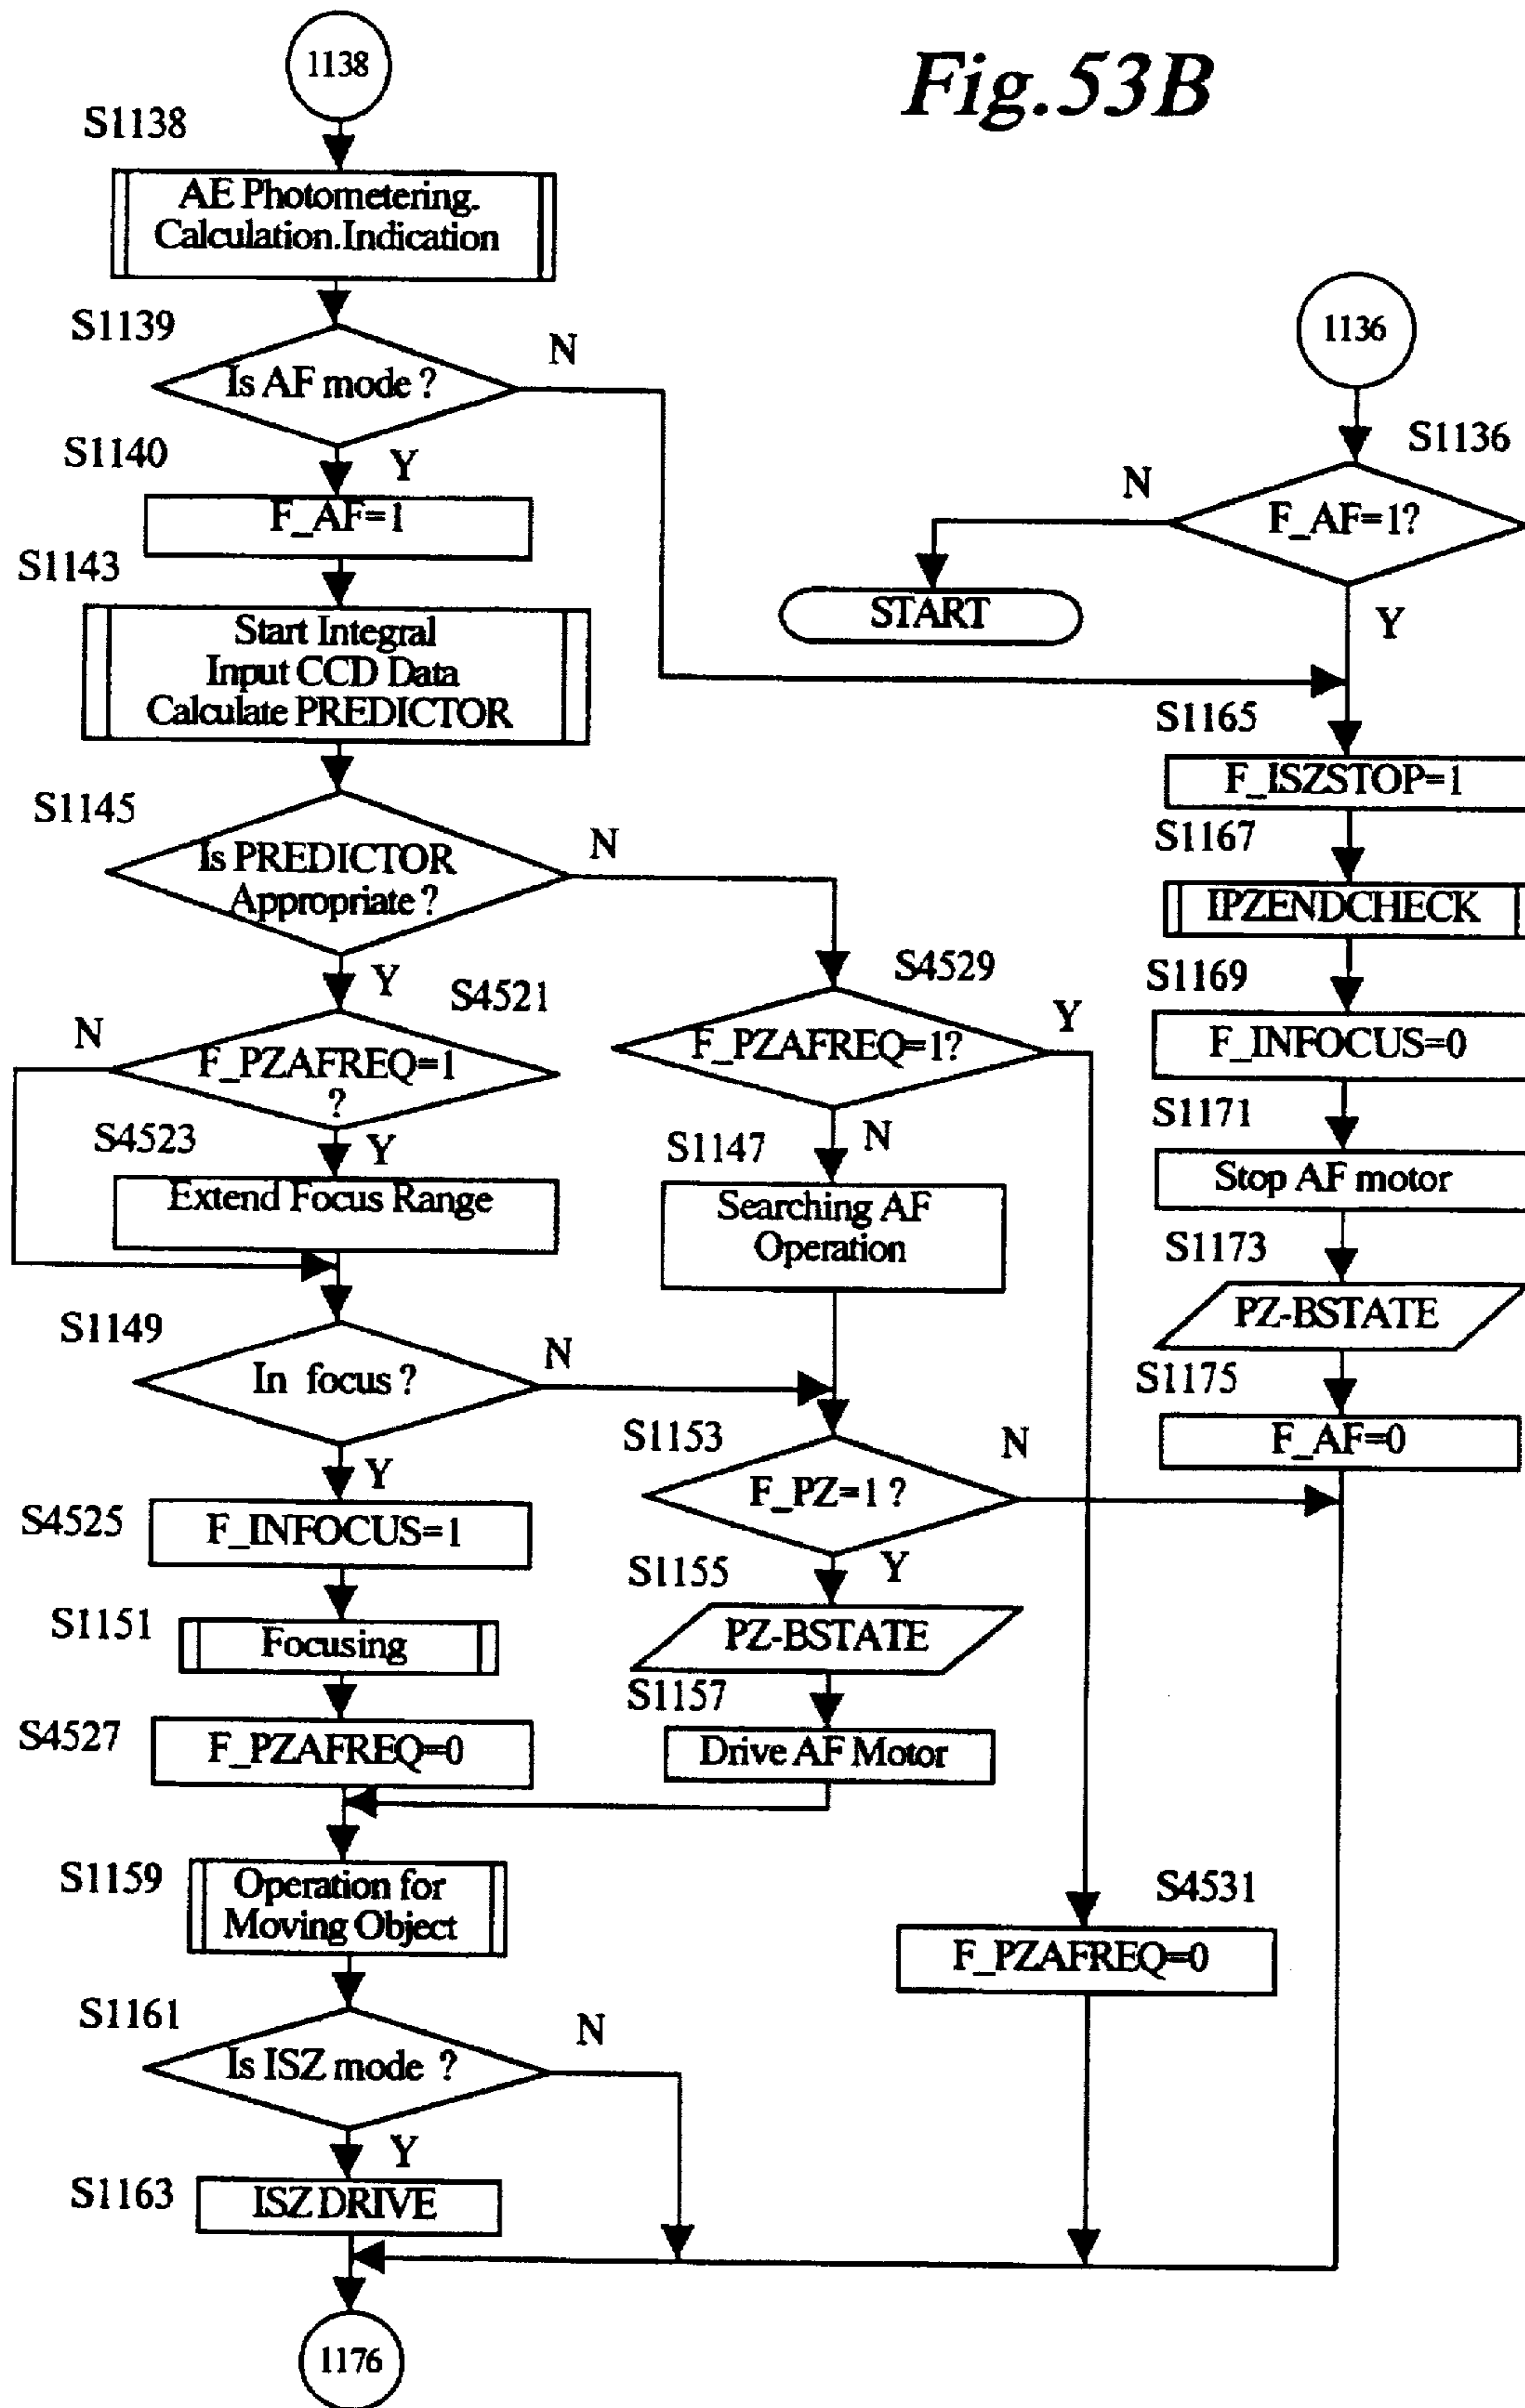 Fig.53B
1138
S1138
AE Photometering.
Calculation.Indication
S1139
Is AF mode ?
N
Y
S1140
F_AF=1
S1143
Start Integral
Input CCD Data
Calculate PREDICTOR
S1145
Is PREDICTOR
Appropriate ?
N
Y
S4521
F_PZAFREQ=1
?
N
Y
S4523
Extend Focus Range
S1149
In focus ?
N
Y
S4525
F_INFOCUS=1
S1151
Focusing
S4527
F_PZAFREQ=0
S1159
Operation for
Moving Object
S1161
Is ISZ mode ?
N
Y
S1163
ISZ DRIVE
1176
S4529
F_PZAFREQ=1?
Y
N
S1147
Searching AF
Operation
S1153
F_PZ=1 ?
N
Y
S1155
PZ-BSTATE
S1157
Drive AF Motor
S4531
F_PZAFREQ=0
1136
S1136
F_AF=1?
N
START
Y
S1165
F_ISZSTOP=1
S1167
IPZENDCHECK
S1169
F_INFOCUS=0
S1171
Stop AF motor
S1173
PZ-BSTATE
S1175
F_AF=0